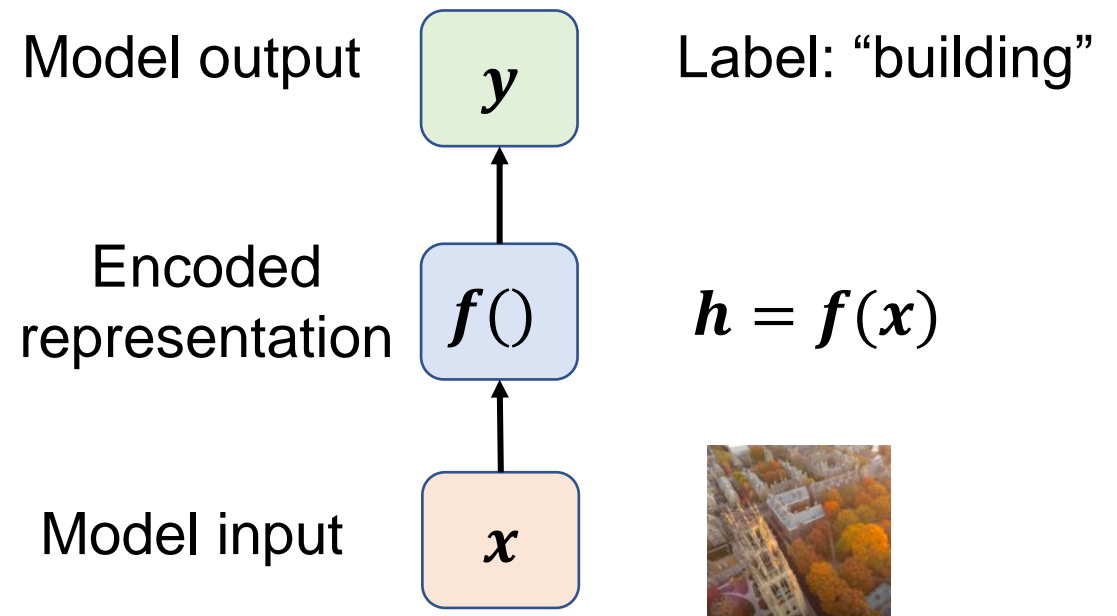 Model output
y
Label: “building”
Encoded
representation
f()
h = f(x)
Model input
x